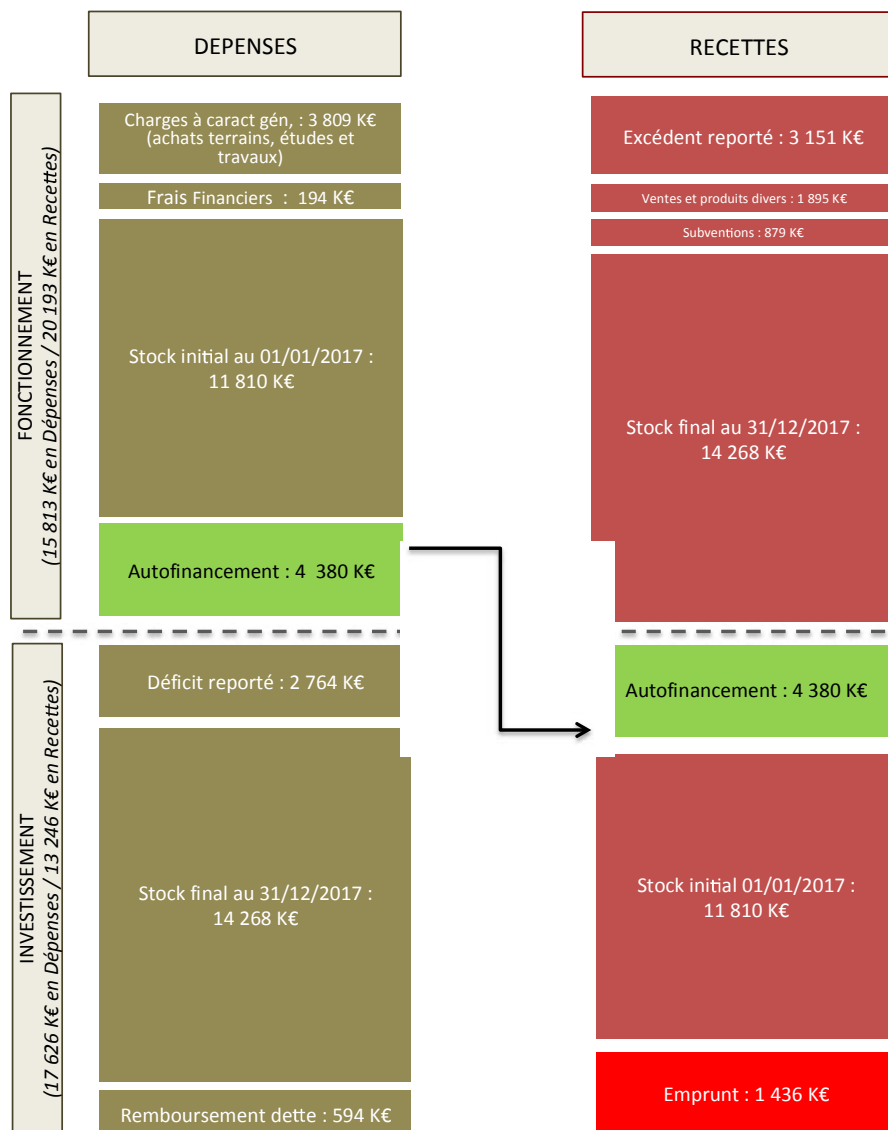 DEPENSES
RECETTES
FONCTIONNEMENT
(15 813 K€ en Dépenses / 20 193 K€ en Recettes)
Charges à caract gén, : 3 809 K€
(achats terrains, études et
travaux)
Frais Financiers : 194 K€
Stock initial au 01/01/2017 :
11 810 K€
Autofinancement : 4 380 K€
Excédent reporté : 3 151 K€
Ventes et produits divers : 1 895 K€
Subventions : 879 K€
Stock final au 31/12/2017 :
14 268 K€
INVESTISSEMENT
(17 626 K€ en Dépenses / 13 246 K€ en Recettes)
Déficit reporté : 2 764 K€
Stock final au 31/12/2017 :
14 268 K€
Remboursement dette : 594 K€
Autofinancement : 4 380 K€
Stock initial 01/01/2017 :
11 810 K€
Emprunt : 1 436 K€